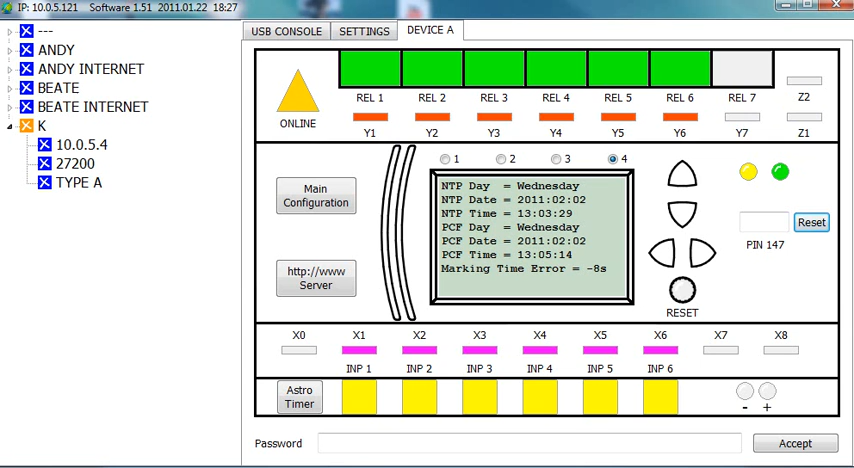 IP: 10.0.5.121 Software 1.51 2011.01.22 18:27
---
ANDY
ANDY INTERNET
BEATE
BEATE INTERNET
K
10.0.5.4
27200
TYPE A
USB CONSOLE SETTINGS DEVICE A
ONLINE
REL 1 REL 2 REL 3 REL 4 REL 5 REL 6 REL 7 Z2
Y1 Y2 Y3 Y4 Y5 Y6 Y7 Z1
1 2 3 4
Main
Configuration
http://www
Server
NTP Day = Wednesday
NTP Date = 2011:02:02
NTP Time = 13:03:29
PCF Day = Wednesday
PCF Date = 2011:02:02
PCF Time = 13:05:14
Marking Time Error = -8s
Reset
PIN 147
RESET
X0 X1 X2 X3 X4 X5 X6 X7 X8
INP 1 INP 2 INP 3 INP 4 INP 5 INP 6
Astro
Timer
- +
Password Accept